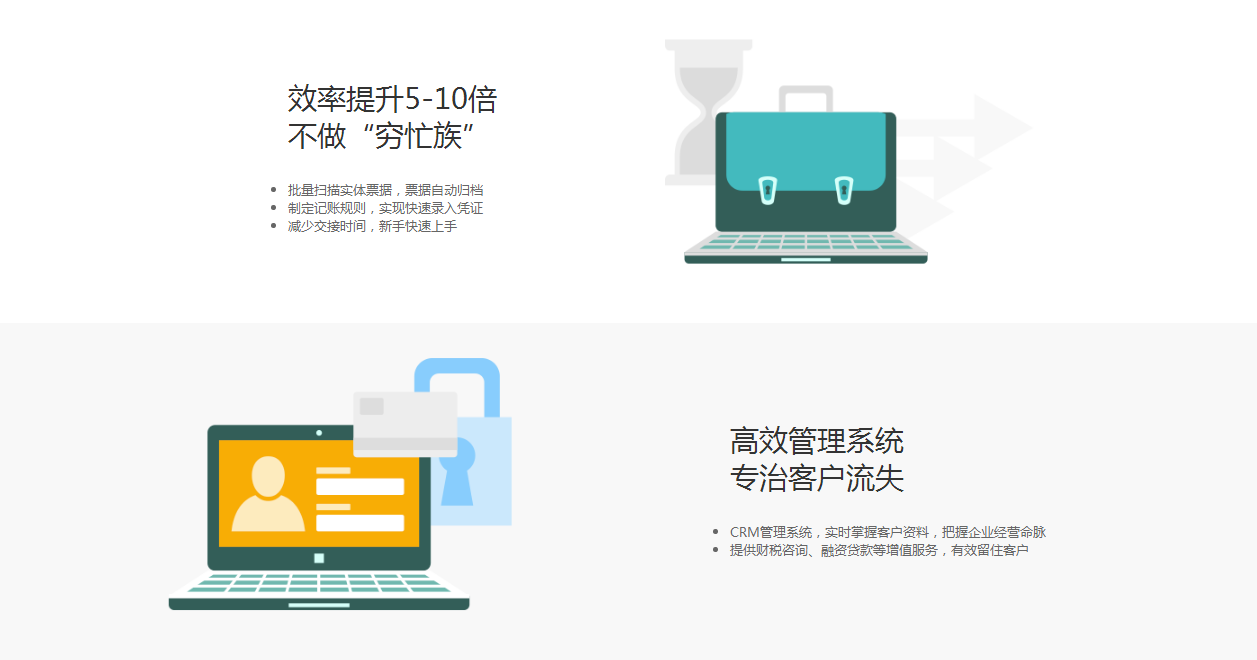 效率提升5-10倍
不做“穷忙族”
批量扫描实体票据，票据自动归档
制定记账规则，实现快速录入凭证
减少交接时间，新手快速上手
高效管理系统
专治客户流失
CRM管理系统，实时掌握客户资料，把握企业经营命脉
提供财税咨询、融资贷款等增值服务，有效留住客户